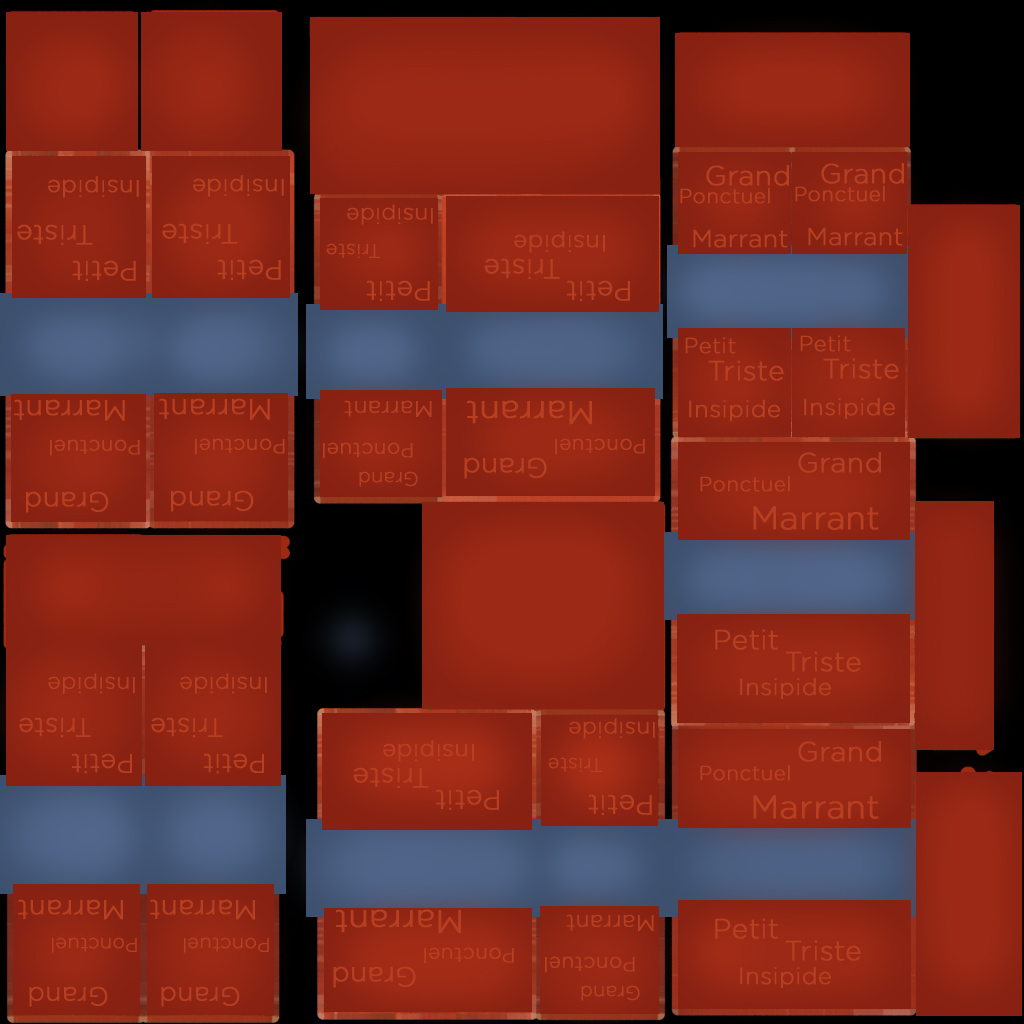 Insipide
Triste
Petit
Marrant
Ponctuel
Grand
Insipide
Triste
Petit
Marrant
Ponctuel
Grand
Insipide
Triste
Petit
Marrant
Ponctuel
Grand
Insipide
Triste
Petit
Marrant
Ponctuel
Grand
Insipide
Triste
Petit
Marrant
Ponctuel
Grand
Insipide
Triste
Petit
Marrant
Ponctuel
Grand
Insipide
Triste
Petit
Marrant
Ponctuel
Grand
Insipide
Triste
Petit
Marrant
Ponctuel
Grand
Grand
Ponctuel
Marrant
Grand
Ponctuel
Marrant
Petit
Triste
Insipide
Petit
Triste
Insipide
Grand
Ponctuel
Marrant
Petit
Triste
Insipide
Grand
Ponctuel
Marrant
Petit
Triste
Insipide